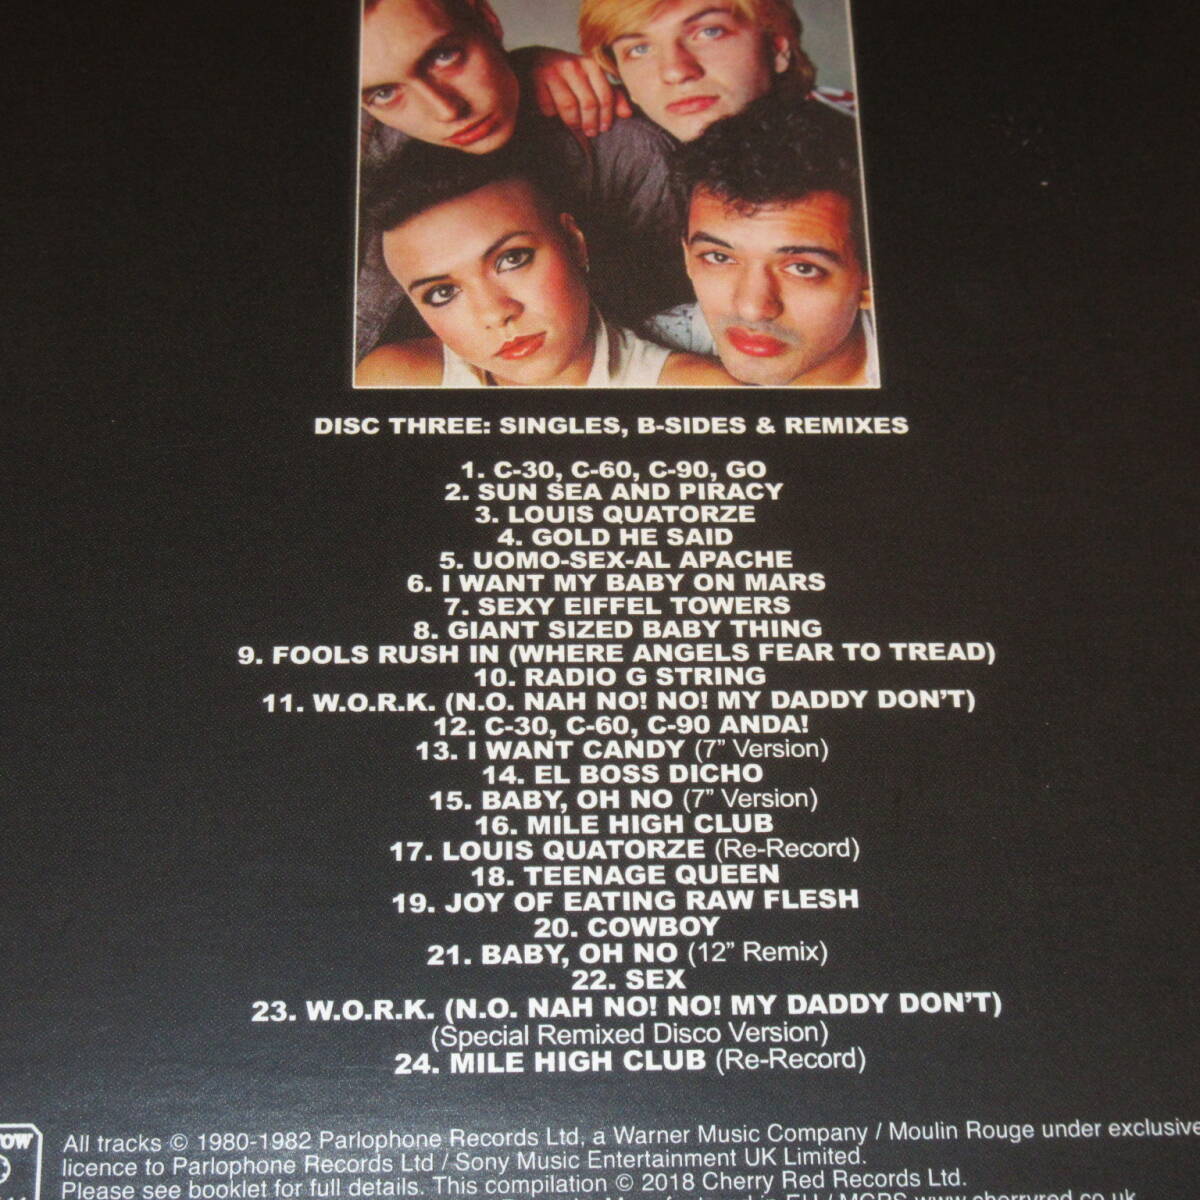 DISC THREE: SINGLES, B-SIDES & REMIXES
1. C-30, C-60, C-90, GO
2. SUN SEA AND PIRACY
3. LOUIS QUATORZE
4. GOLD HE SAID
5. UOMO-SEX-AL APACHE
6. I WANT MY BABY ON MARS
7. SEXY EIFFEL TOWERS
8. GIANT SIZED BABY THING
9. FOOLS RUSH IN (WHERE ANGELS FEAR TO TREAD)
10. RADIO G STRING
11. W.O.R.K. (N.O. NAH NO! NO! MY DADDY DON'T)
12. C-30, C-60, C-90 ANDA!
13. I WANT CANDY (7" Version)
14. EL BOSS DICHO
15. BABY, OH NO (7" Version)
16. MILE HIGH CLUB
17. LOUIS QUATORZE (Re-Record)
18. TEENAGE QUEEN
19. JOY OF EATING RAW FLESH
20. COWBOY
21. BABY, OH NO (12" Remix)
22. SEX
23. W.O.R.K. (N.O. NAH NO! NO! MY DADDY DON'T)
(Special Remixed Disco Version)
24. MILE HIGH CLUB (Re-Record)
All tracks © 1980-1982 Parlophone Records Ltd, a Warner Music Company / Moulin Rouge under exclusive
licence to Parlophone Records Ltd / Sony Music Entertainment UK Limited.
Please see booklet for full details. This compilation © 2018 Cherry Red Records Ltd.
in EU / MCPS www.cherryred.co.uk